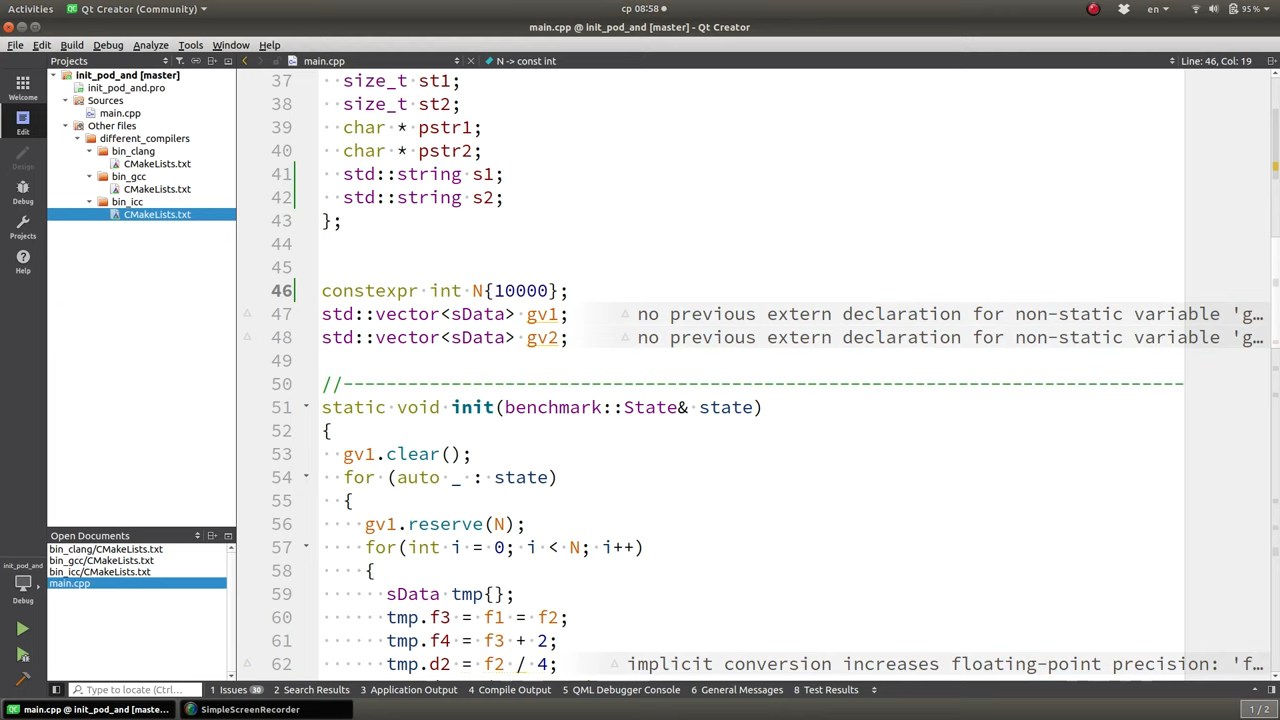 Activities
Qt Creator (Community)
ср 08:58
en
95 %
main.cpp @ init_pod_and [master] - Qt Creator
File Edit Build Debug Analyze Tools Window Help
Projects
main.cpp
N -> const int
Line: 46, Col: 19
Welcome
Edit
Design
Debug
Projects
Help
init_pod_and [master]
init_pod_and.pro
Sources
main.cpp
Other files
different_compilers
bin_clang
CMakeLists.txt
bin_gcc
CMakeLists.txt
bin_icc
CMakeLists.txt
37 size_t st1;
38 size_t st2;
39 char * pstr1;
40 char * pstr2;
41 std::string s1;
42 std::string s2;
43 };
44
45
46 constexpr int N{10000};
47 std::vector<sData> gv1; no previous extern declaration for non-static variable 'g…
48 std::vector<sData> gv2; no previous extern declaration for non-static variable 'g…
49
50 //------------------------------------------------------------------------------
51 static void init(benchmark::State& state)
52 {
53 gv1.clear();
54 for (auto _ : state)
55 {
56 gv1.reserve(N);
57 for(int i = 0; i < N; i++)
58 {
59 sData tmp{};
60 tmp.f3 = f1 = f2;
61 tmp.f4 = f3 + 2;
62 tmp.d2 = f2 / 4; implicit conversion increases floating-point precision: 'f…
Open Documents
bin_clang/CMakeLists.txt
bin_gcc/CMakeLists.txt
bin_icc/CMakeLists.txt
main.cpp
init_pod_and
Debug
Type to locate (Ctrl-...
1 Issues 30 2 Search Results 3 Application Output 4 Compile Output 5 QML Debugger Console 6 General Messages 8 Test Results
main.cpp @ init_pod_and [maste...
SimpleScreenRecorder
1 / 2